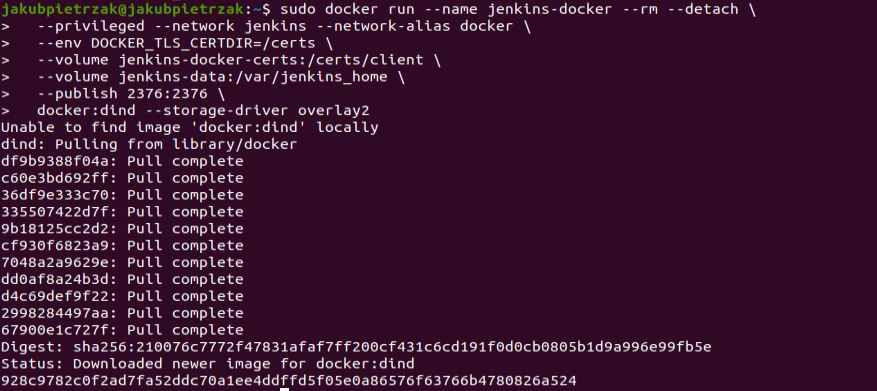 jakubpietrzak@jakubpietrzak:~$ sudo docker run --name jenkins-docker --rm --detach \
>   --privileged --network jenkins --network-alias docker \
>   --env DOCKER_TLS_CERTDIR=/certs \
>   --volume jenkins-docker-certs:/certs/client \
>   --volume jenkins-data:/var/jenkins_home \
>   --publish 2376:2376 \
>   docker:dind --storage-driver overlay2
Unable to find image 'docker:dind' locally
dind: Pulling from library/docker
df9b9388f04a: Pull complete
c60e3bd692ff: Pull complete
36df9e333c70: Pull complete
335507422d7f: Pull complete
9b18125cc2d2: Pull complete
cf930f6823a9: Pull complete
7048a2a9629e: Pull complete
dd0af8a24b3d: Pull complete
d4c69def9f22: Pull complete
2998284497aa: Pull complete
67900e1c727f: Pull complete
Digest: sha256:210076c7772f47831afaf7ff200cf431c6cd191f0d0cb0805b1d9a996e99fb5e
Status: Downloaded newer image for docker:dind
928c9782c0f2ad7fa52ddc70a1ee4ddffd5f05e0a86576f63766b4780826a524